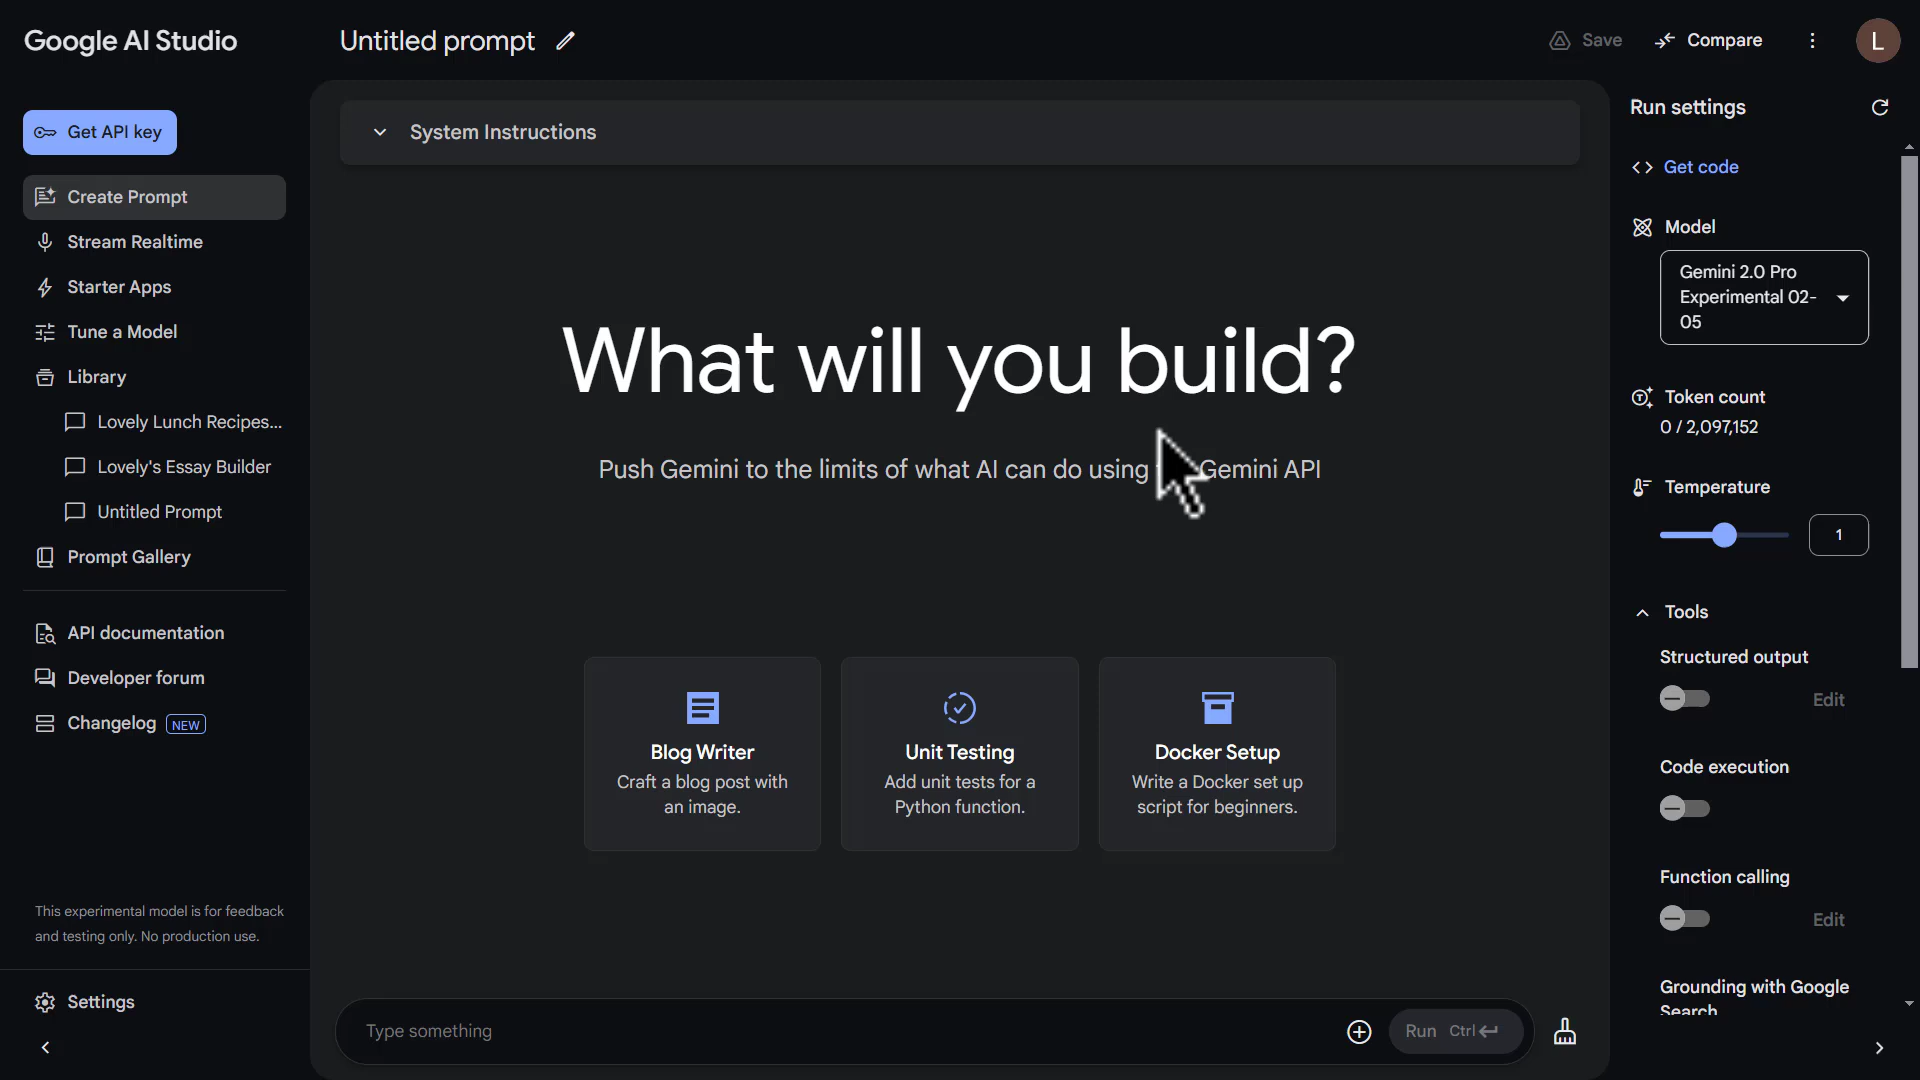 Google AI Studio
Untitled prompt
Save
Compare
L
Get API key
Create Prompt
Stream Realtime
Starter Apps
Tune a Model
Library
Lovely Lunch Recipes...
Lovely's Essay Builder
Untitled Prompt
Prompt Gallery
API documentation
Developer forum
Changelog NEW
This experimental model is for feedback
and testing only. No production use.
Settings
System Instructions
What will you build?
Push Gemini to the limits of what AI can do using Gemini API
Blog Writer
Craft a blog post with
an image.
Unit Testing
Add unit tests for a
Python function.
Docker Setup
Write a Docker set up
script for beginners.
Type something
Run Ctrl
Run settings
Get code
Model
Gemini 2.0 Pro
Experimental 02-
05
Token count
0 / 2,097,152
Temperature
1
Tools
Structured output
Edit
Code execution
Function calling
Edit
Grounding with Google
Search